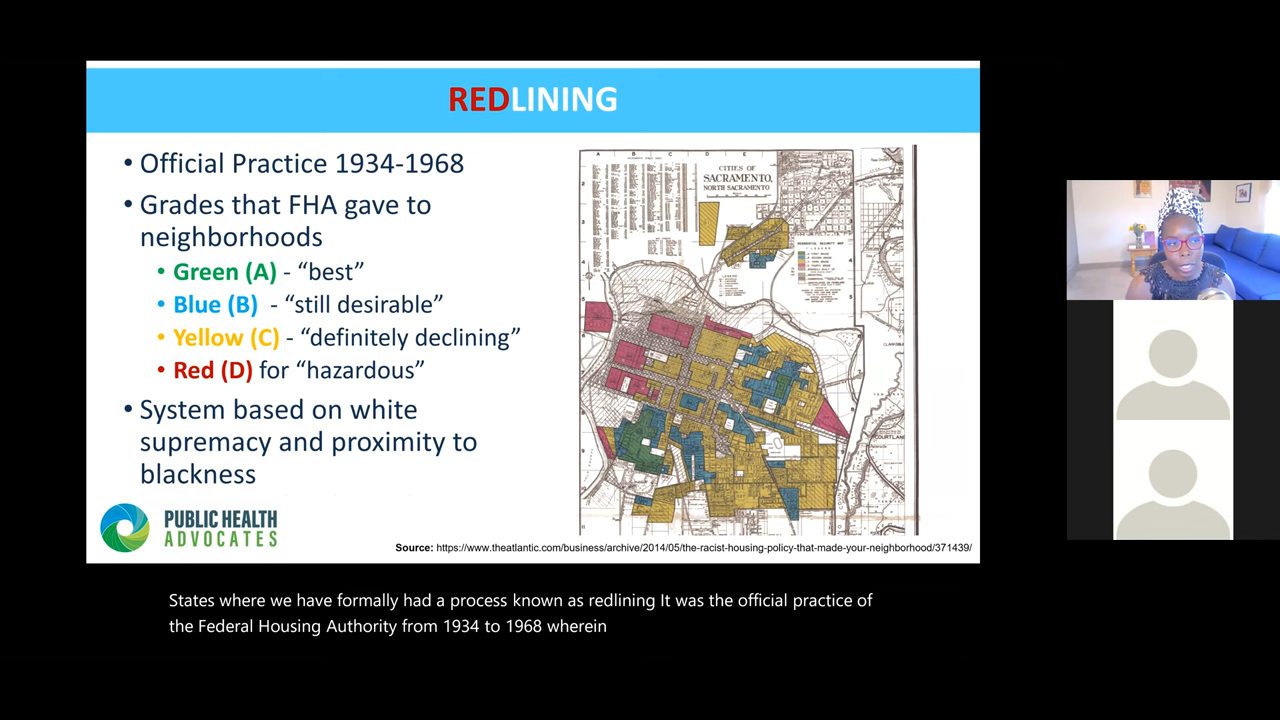 REDLINING
• Official Practice 1934-1968
• Grades that FHA gave to
neighborhoods
• Green (A) - “best”
• Blue (B) - “still desirable”
• Yellow (C) - “definitely declining”
• Red (D) for “hazardous”
• System based on white
supremacy and proximity to
blackness
CITIES OF
SACRAMENTO,
NORTH SACRAMENTO
RESIDENTIAL SECURITY MAP
LEGEND
PUBLIC HEALTH
ADVOCATES
Source: https://www.theatlantic.com/business/archive/2014/05/the-racist-housing-policy-that-made-your-neighborhood/371439/
States where we have formally had a process known as redlining It was the official practice of
the Federal Housing Authority from 1934 to 1968 wherein